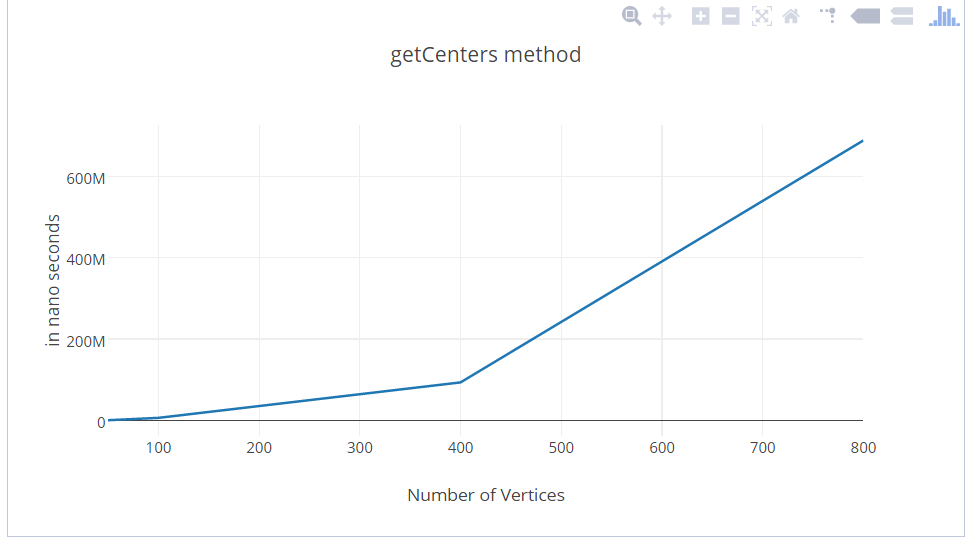 getCenters method
600M
400M
200M
0
in nano seconds
100 200 300 400 500 600 700 800
Number of Vertices